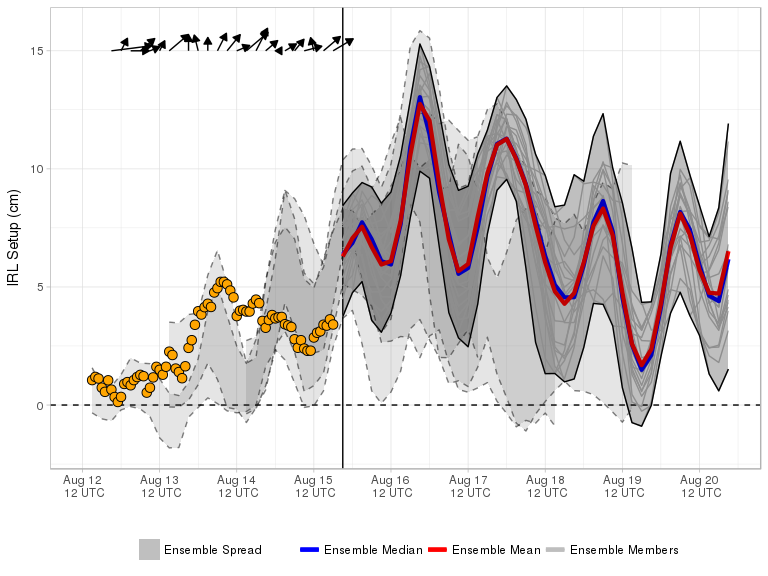 15
10
5
0
IRL Setup (cm)
Aug 12 Aug 13 Aug 14 Aug 15 Aug 16 Aug 17 Aug 18 Aug 19 Aug 20
12 UTC 12 UTC 12 UTC 12 UTC 12 UTC 12 UTC 12 UTC 12 UTC 12 UTC
Ensemble Spread Ensemble Median Ensemble Mean Ensemble Members